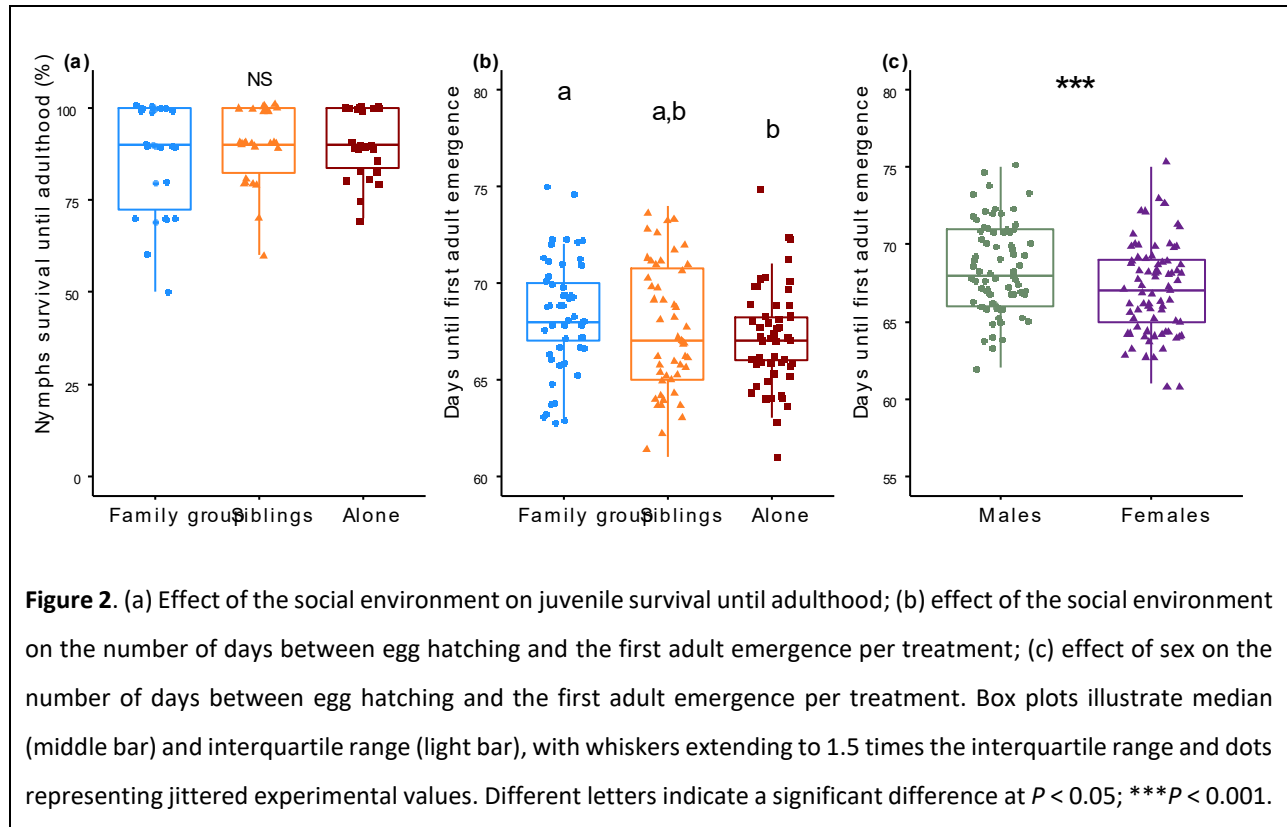 (a)
NS
Nymphs survival until adulthood (%)
100
75
50
25
0
Family group
Siblings
Alone
(b)
a
a,b
b
Days until first adult emergence
80
75
70
65
60
Family group
Siblings
Alone
(c)
***
Days until first adult emergence
80
75
70
65
60
55
Males
Females
Figure 2. (a) Effect of the social environment on juvenile survival until adulthood; (b) effect of the social environment
on the number of days between egg hatching and the first adult emergence per treatment; (c) effect of sex on the
number of days between egg hatching and the first adult emergence per treatment. Box plots illustrate median
(middle bar) and interquartile range (light bar), with whiskers extending to 1.5 times the interquartile range and dots
representing jittered experimental values. Different letters indicate a significant difference at P < 0.05; ***P < 0.001.